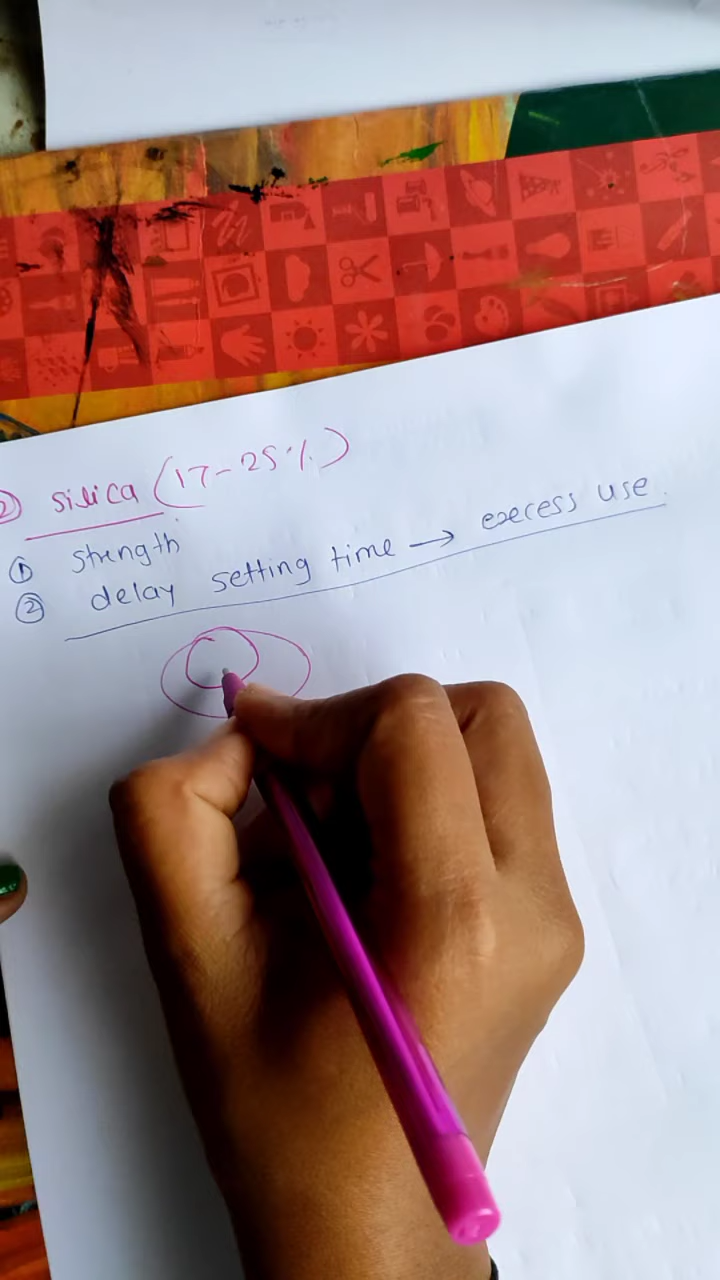 ② silica (17-25%)
① strength
② delay setting time → execess use.